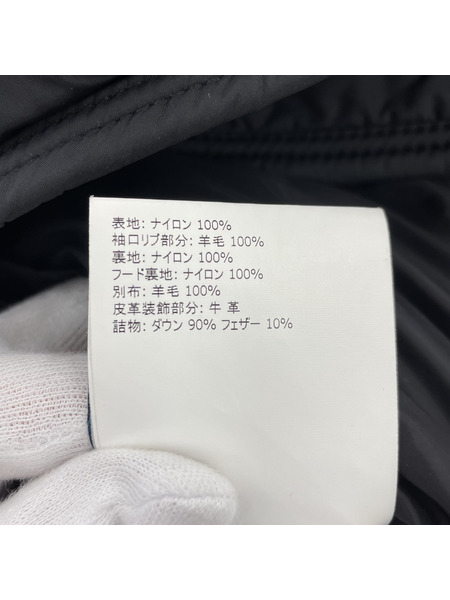 表地: ナイロン 100%
袖口リブ部分: 羊毛 100%
裏地: ナイロン 100%
フード裏地: ナイロン 100%
別布: 羊毛 100%
皮革装飾部分: 牛 革
詰物: ダウン 90% フェザー 10%